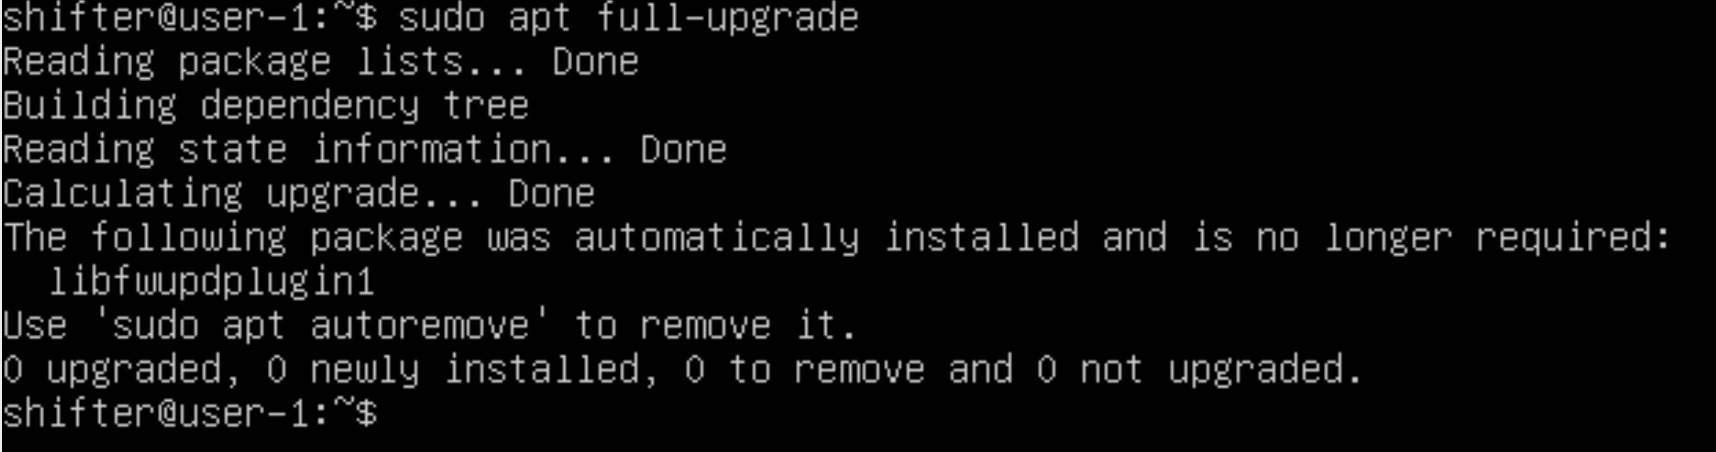 shifter@user-1:~$ sudo apt full-upgrade
Reading package lists... Done
Building dependency tree
Reading state information... Done
Calculating upgrade... Done
The following package was automatically installed and is no longer required:
  libfwupdplugin1
Use 'sudo apt autoremove' to remove it.
0 upgraded, 0 newly installed, 0 to remove and 0 not upgraded.
shifter@user-1:~$